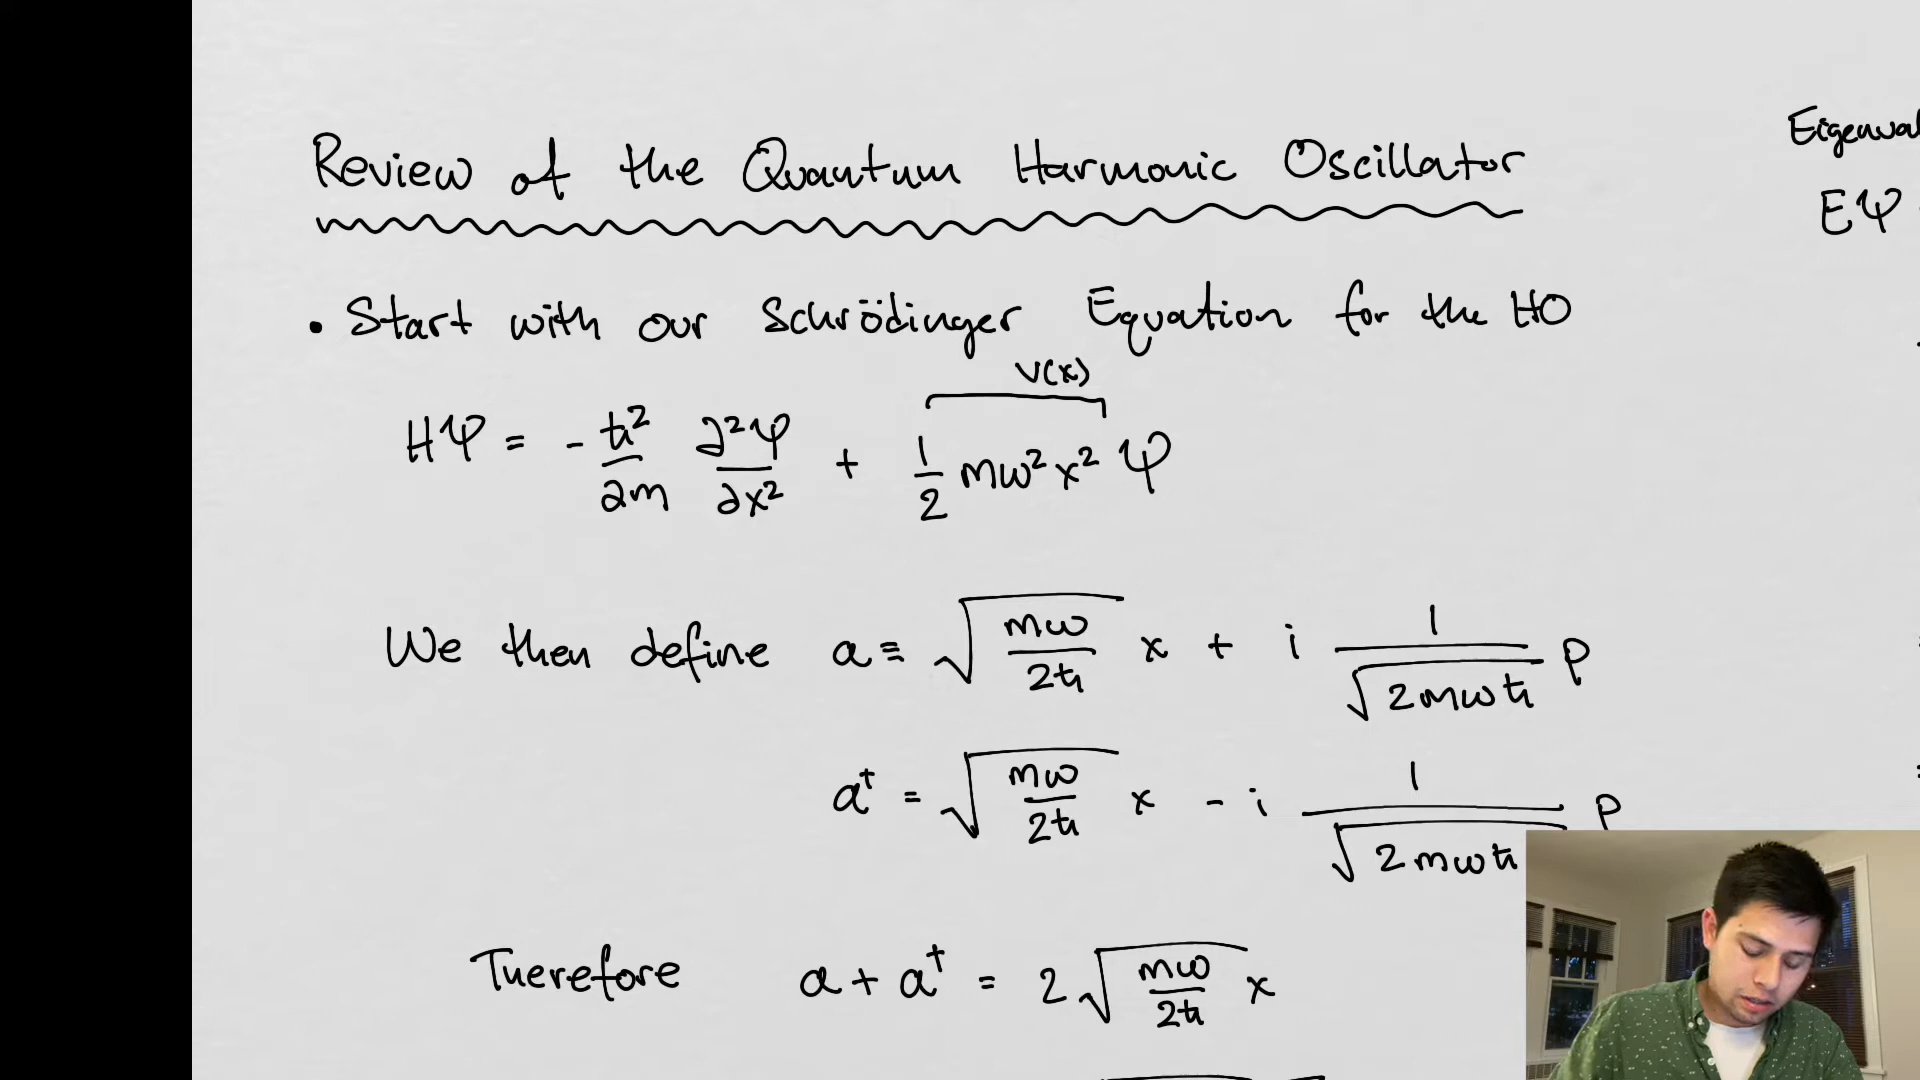 Review of the Quantum Harmonic Oscillator
• Start with our Schrödinger Equation for the HO
V(x)
Hψ = - ħ²/2m ∂²ψ/∂x² + 1/2 mω²x² ψ
We then define a ≡ √(mω/2ħ) x + i 1/√(2mωħ) p
a† = √(mω/2ħ) x - i 1/√(2mωħ) p
Therefore a + a† = 2√(mω/2ħ) x
Eψ